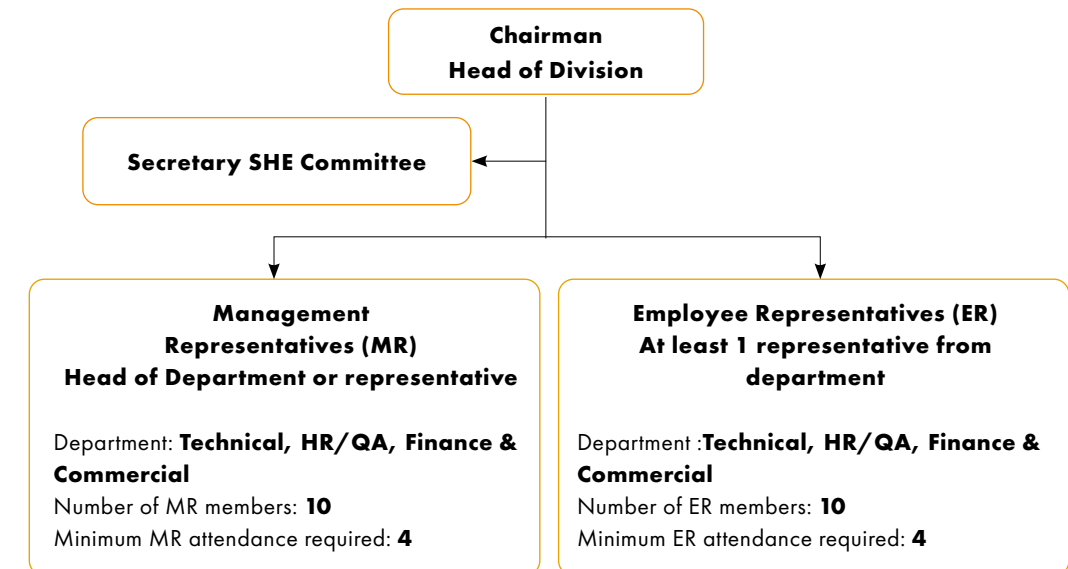 Chairman
Head of Division
Secretary SHE Committee
Management
Representatives (MR)
Head of Department or representative
Department: Technical, HR/QA, Finance &
Commercial
Number of MR members: 10
Minimum MR attendance required: 4
Employee Representatives (ER)
At least 1 representative from
department
Department :Technical, HR/QA, Finance &
Commercial
Number of ER members: 10
Minimum ER attendance required: 4